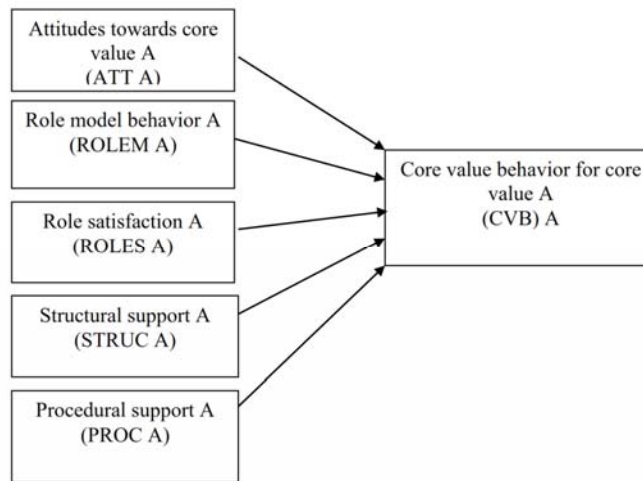 Attitudes towards core
value A
(ATT A)
Role model behavior A
(ROLEM A)
Role satisfaction A
(ROLES A)
Structural support A
(STRUC A)
Procedural support A
(PROC A)
Core value behavior for core
value A
(CVB) A